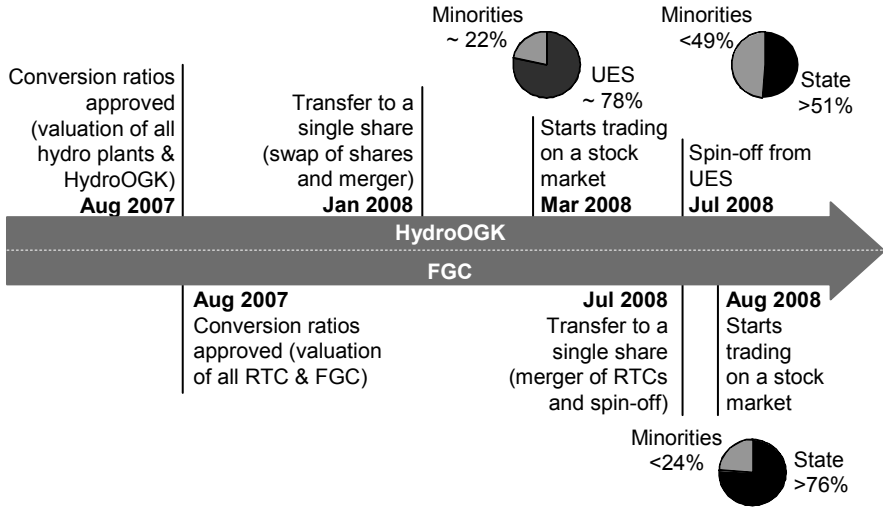 Minorities
~ 22%
UES
~ 78%
Minorities
<49%
State
>51%
Conversion ratios
approved
(valuation of all
hydro plants &
HydroOGK)
Aug 2007
Transfer to a
single share
(swap of shares
and merger)
Jan 2008
Starts trading
on a stock
market
Mar 2008
Spin-off from
UES
Jul 2008
HydroOGK
FGC
Aug 2007
Conversion ratios
approved (valuation
of all RTC & FGC)
Jul 2008
Transfer to a
single share
(merger of RTCs
and spin-off)
Aug 2008
Starts
trading
on a stock
market
Minorities
<24%
State
>76%